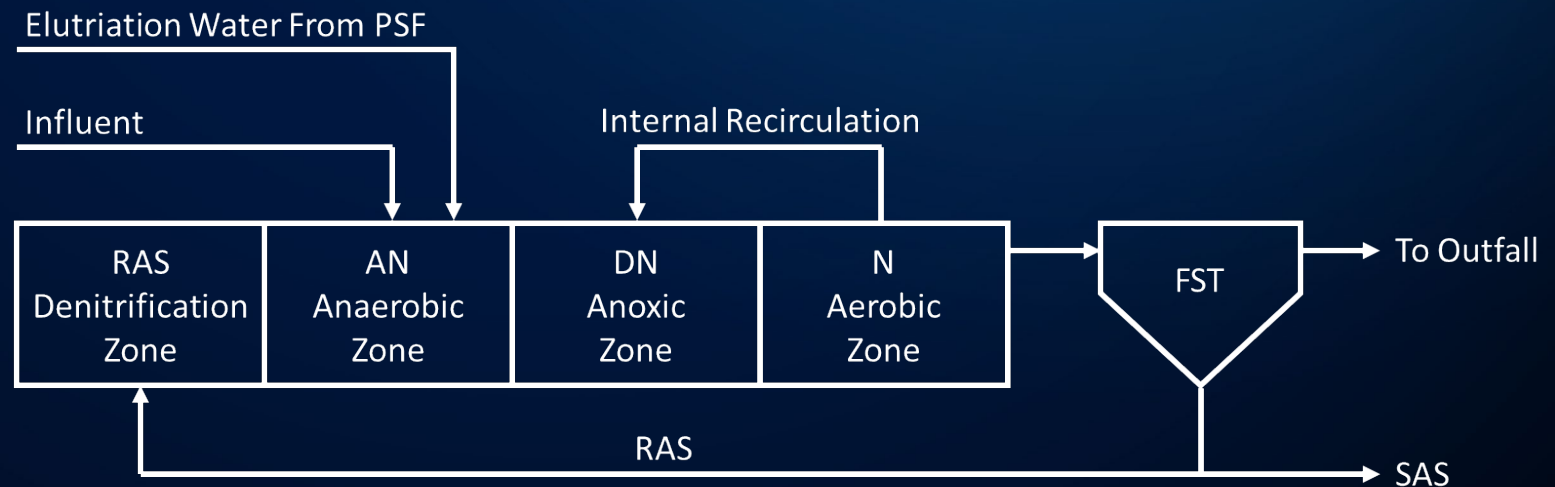 Elutriation Water From PSF
Influent
Internal Recirculation
RAS
Denitrification
Zone
AN
Anaerobic
Zone
DN
Anoxic
Zone
N
Aerobic
Zone
FST
To Outfall
RAS
SAS